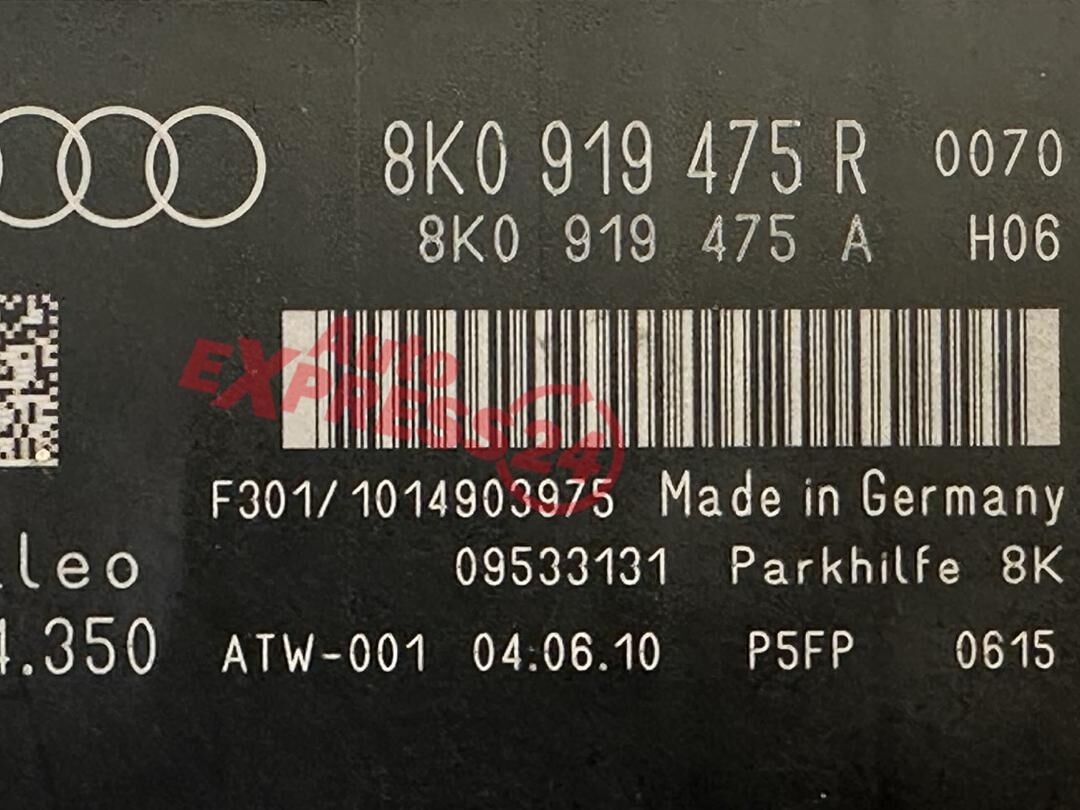 8K0 919 475 R 0070
8K0 919 475 A H06
Auto
EXPRESS24
F301/1014903975 Made in Germany
leo 09533131 Parkhilfe 8K
4.350 ATW-001 04.06.10 P5FP 0615